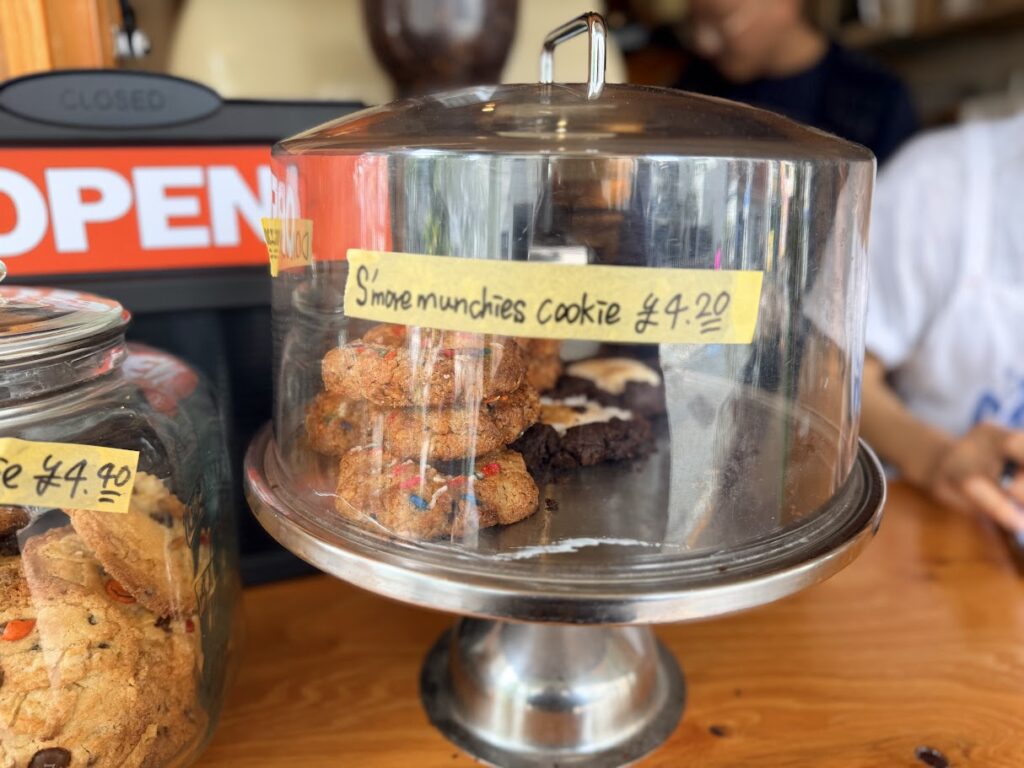 CLOSED
OPEN
S'more munchies cookie £4.20
e £4.40